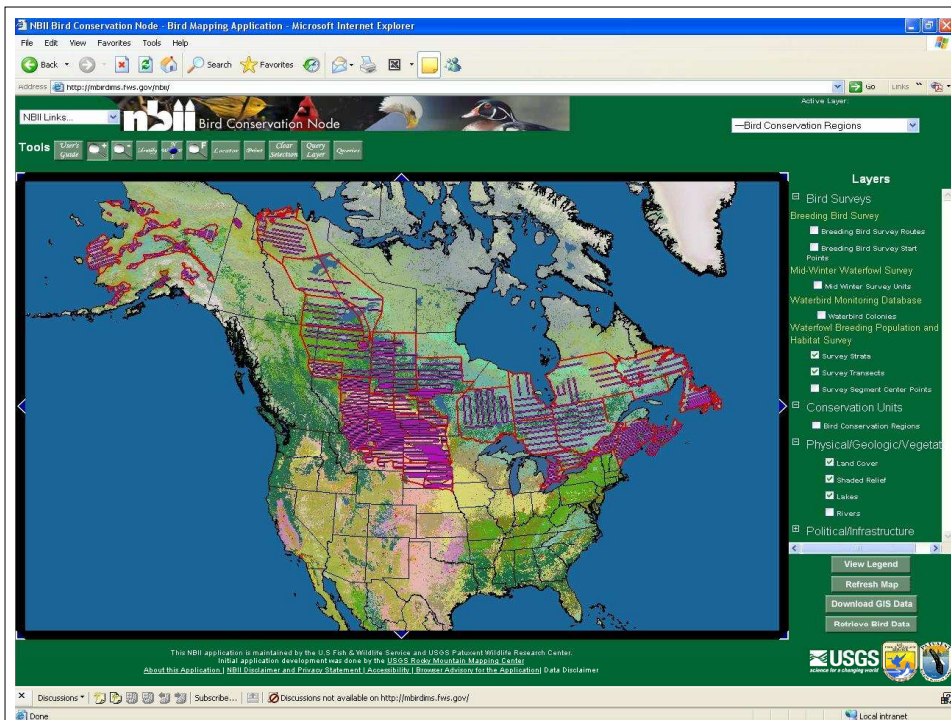 NBII Bird Conservation Node - Bird Mapping Application - Microsoft Internet Explorer
File Edit View Favorites Tools Help
Back Search Favorites
Address http://mbirdims.fws.gov/nbii/ Go Links
NBII Links...
nbii Bird Conservation Node
Active Layer:
—Bird Conservation Regions
Tools User's Guide Identify F Locator Print Clear Selection Query Layer Queries
Layers
Bird Surveys
Breeding Bird Survey
Breeding Bird Survey Routes
Breeding Bird Survey Start
Points
Mid-Winter Waterfowl Survey
Mid Winter Survey Units
Waterbird Monitoring Database
Waterbird Colonies
Waterfowl Breeding Population and
Habitat Survey
Survey Strata
Survey Transects
Survey Segment Center Points
Conservation Units
Bird Conservation Regions
Physical/Geologic/Vegetat
Land Cover
Shaded Relief
Lakes
Rivers
Political/Infrastructure
View Legend
Refresh Map
Download GIS Data
Retrieve Bird Data
This NBII application is maintained by the U.S Fish & Wildlife Service and USGS Patuxent Wildlife Research Center.
Initial application development was done by the USGS Rocky Mountain Mapping Center
About this Application | NBII Disclaimer and Privacy Statement | Accessibility | Browser Advisory for the Application| Data Disclaimer
USGS
science for a changing world
Discussions Subscribe... Discussions not available on http://mbirdims.fws.gov/
Done Local intranet